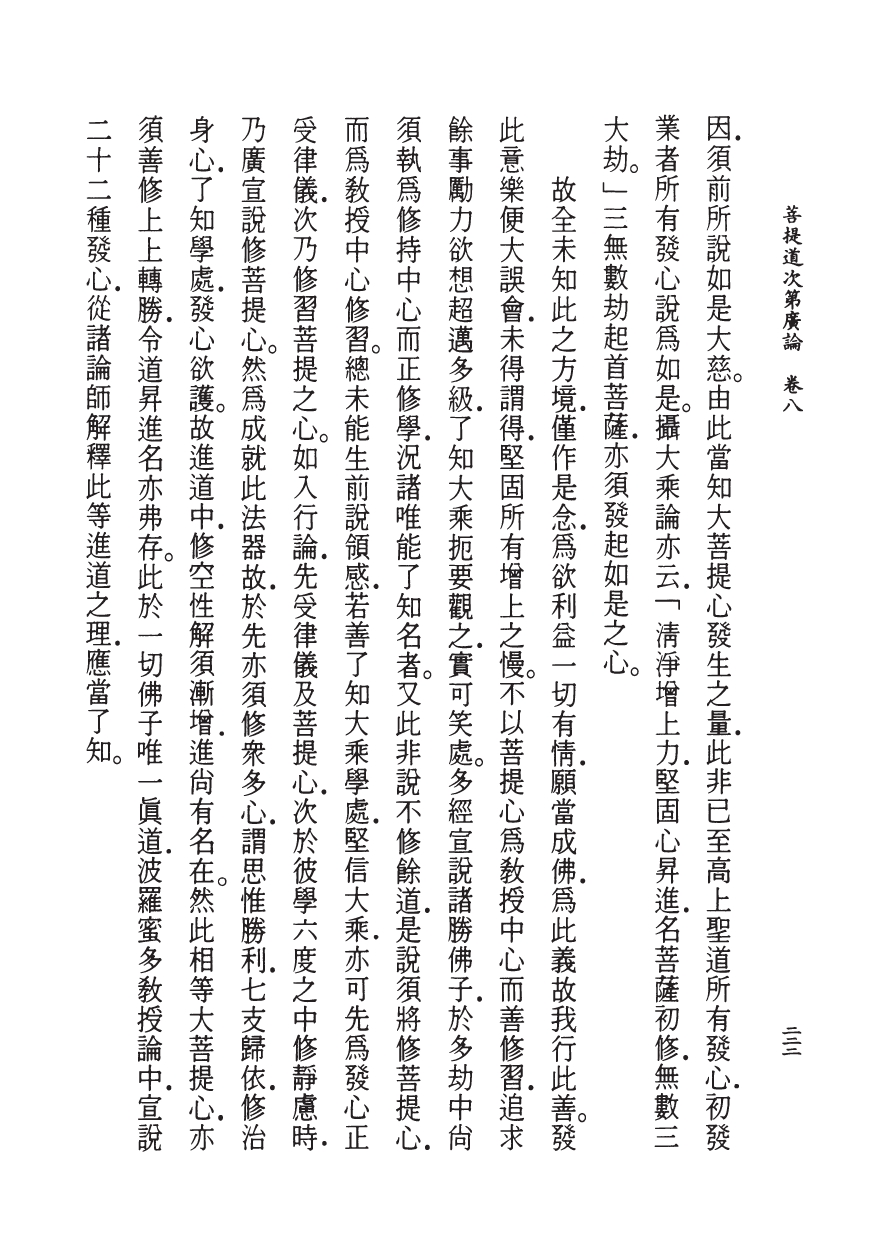 菩提道次第廣論　卷八
二三三
因．須前所說如是大慈。由此當知大菩提心發生之量．此非已至高上聖道所有發心．初發
業者所有發心說爲如是。攝大乘論亦云．「淸淨增上力．堅固心昇進．名菩薩初修．無數三
大劫。」三無數劫起首菩薩．亦須發起如是之心。
故全未知此之方境．僅作是念．爲欲利益一切有情．願當成佛．爲此義故我行此善。發
此意樂便大誤會．未得謂得．堅固所有增上之慢。不以菩提心爲敎授中心而善修習．追求
餘事勵力欲想超邁多級．了知大乘扼要觀之．實可笑處。多經宣說諸勝佛子．於多劫中尚
須執爲修持中心而正修學．況諸唯能了知名者。又此非說不修餘道．是說須將修菩提心．
而爲敎授中心修習。總未能生前說領感．若善了知大乘學處．堅信大乘．亦可先爲發心正
受律儀．次乃修習菩提之心。如入行論．先受律儀及菩提心．次於彼學六度之中修靜慮時．
乃廣宣說修菩提心。然爲成就此法器故．於先亦須修衆多心．謂思惟勝利．七支歸依．修治
身心．了知學處．發心欲護。故進道中．修空性解須漸增．進尚有名在。然此相等大菩提心．亦
須善修上上轉勝．令道昇進名亦弗存。此於一切佛子唯一眞道．波羅蜜多敎授論中．宣說
二十二種發心．從諸論師解釋此等進道之理．應當了知。